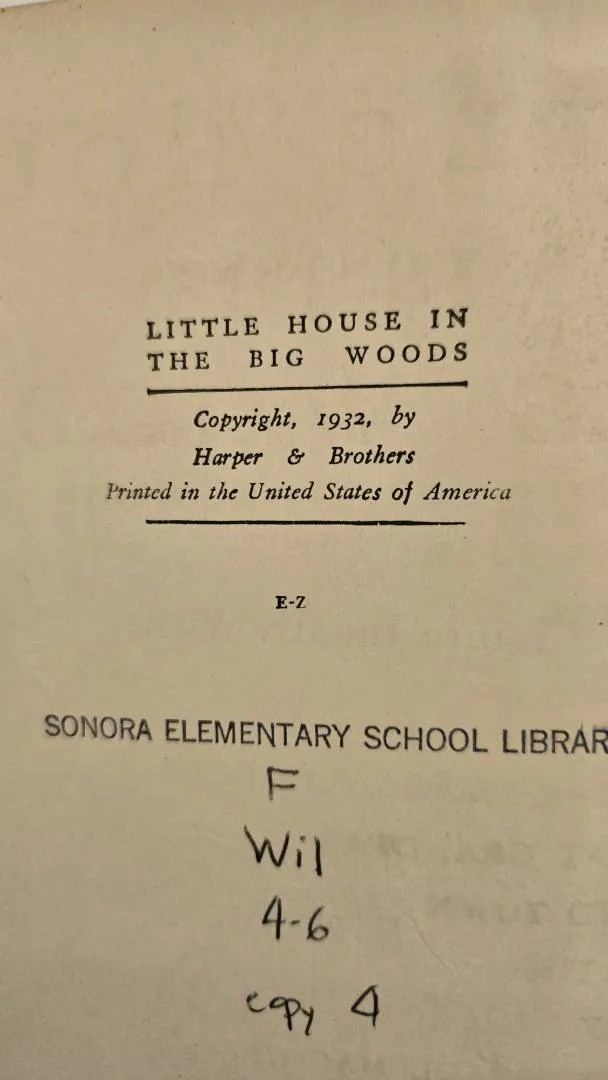 LITTLE HOUSE IN
THE BIG WOODS
Copyright, 1932, by
Harper & Brothers
Printed in the United States of America
E-Z
SONORA ELEMENTARY SCHOOL LIBRAR
F
Wil
4-6
copy 4